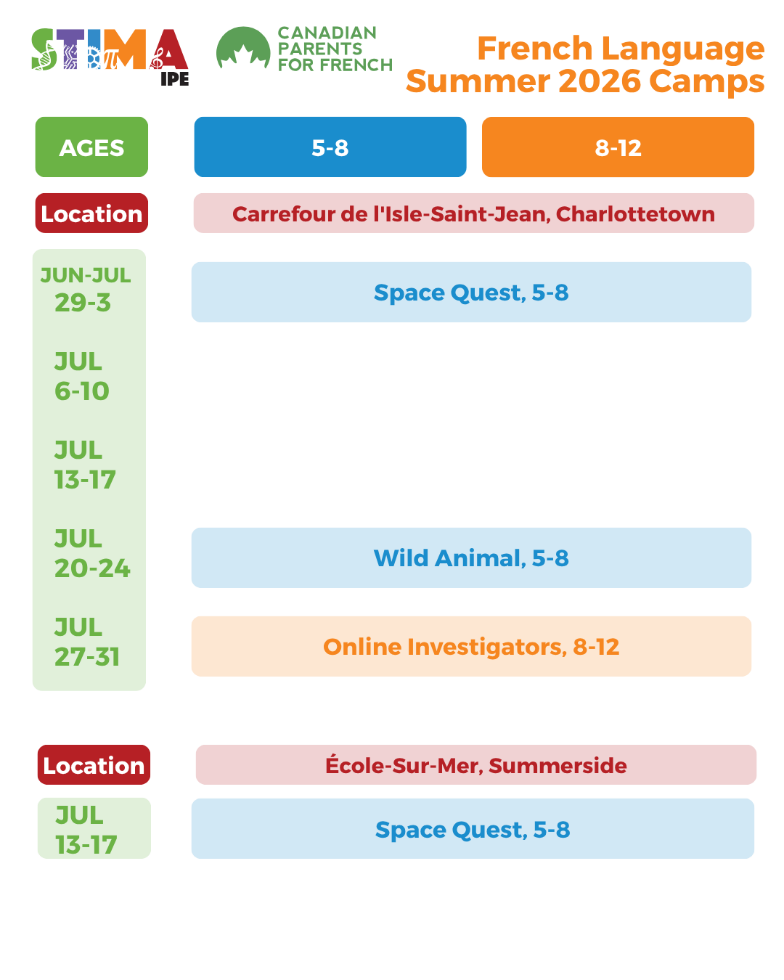 STIMA
IPE
CANADIAN
PARENTS
FOR FRENCH
French Language
Summer 2026 Camps
AGES
5-8
8-12
Location
Carrefour de l'Isle-Saint-Jean, Charlottetown
JUN-JUL
29-3
Space Quest, 5-8
JUL
6-10
JUL
13-17
JUL
20-24
Wild Animal, 5-8
JUL
27-31
Online Investigators, 8-12
Location
École-Sur-Mer, Summerside
JUL
13-17
Space Quest, 5-8